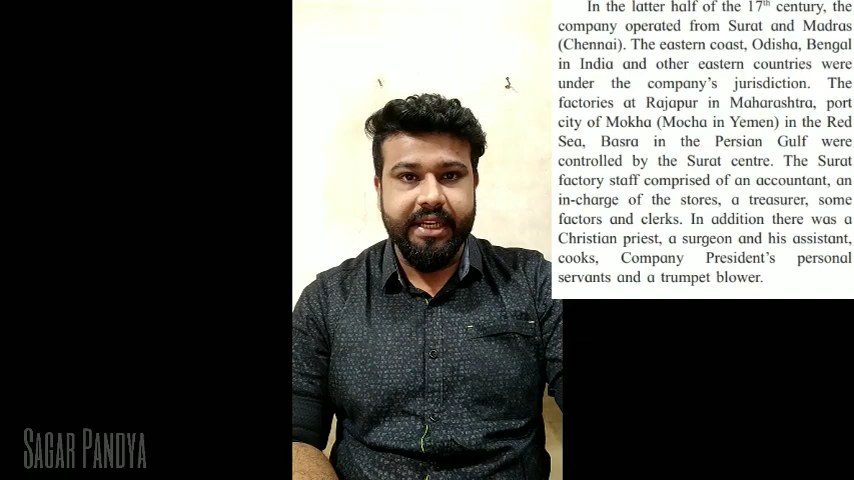 In the latter half of the 17th century, the
company operated from Surat and Madras
(Chennai). The eastern coast, Odisha, Bengal
in India and other eastern countries were
under the company's jurisdiction. The
factories at Rajapur in Maharashtra, port
city of Mokha (Mocha in Yemen) in the Red
Sea, Basra in the Persian Gulf were
controlled by the Surat centre. The Surat
factory staff comprised of an accountant, an
in-charge of the stores, a treasurer, some
factors and clerks. In addition there was a
Christian priest, a surgeon and his assistant,
cooks, Company President's personal
servants and a trumpet blower.
SAGAR PANDYA